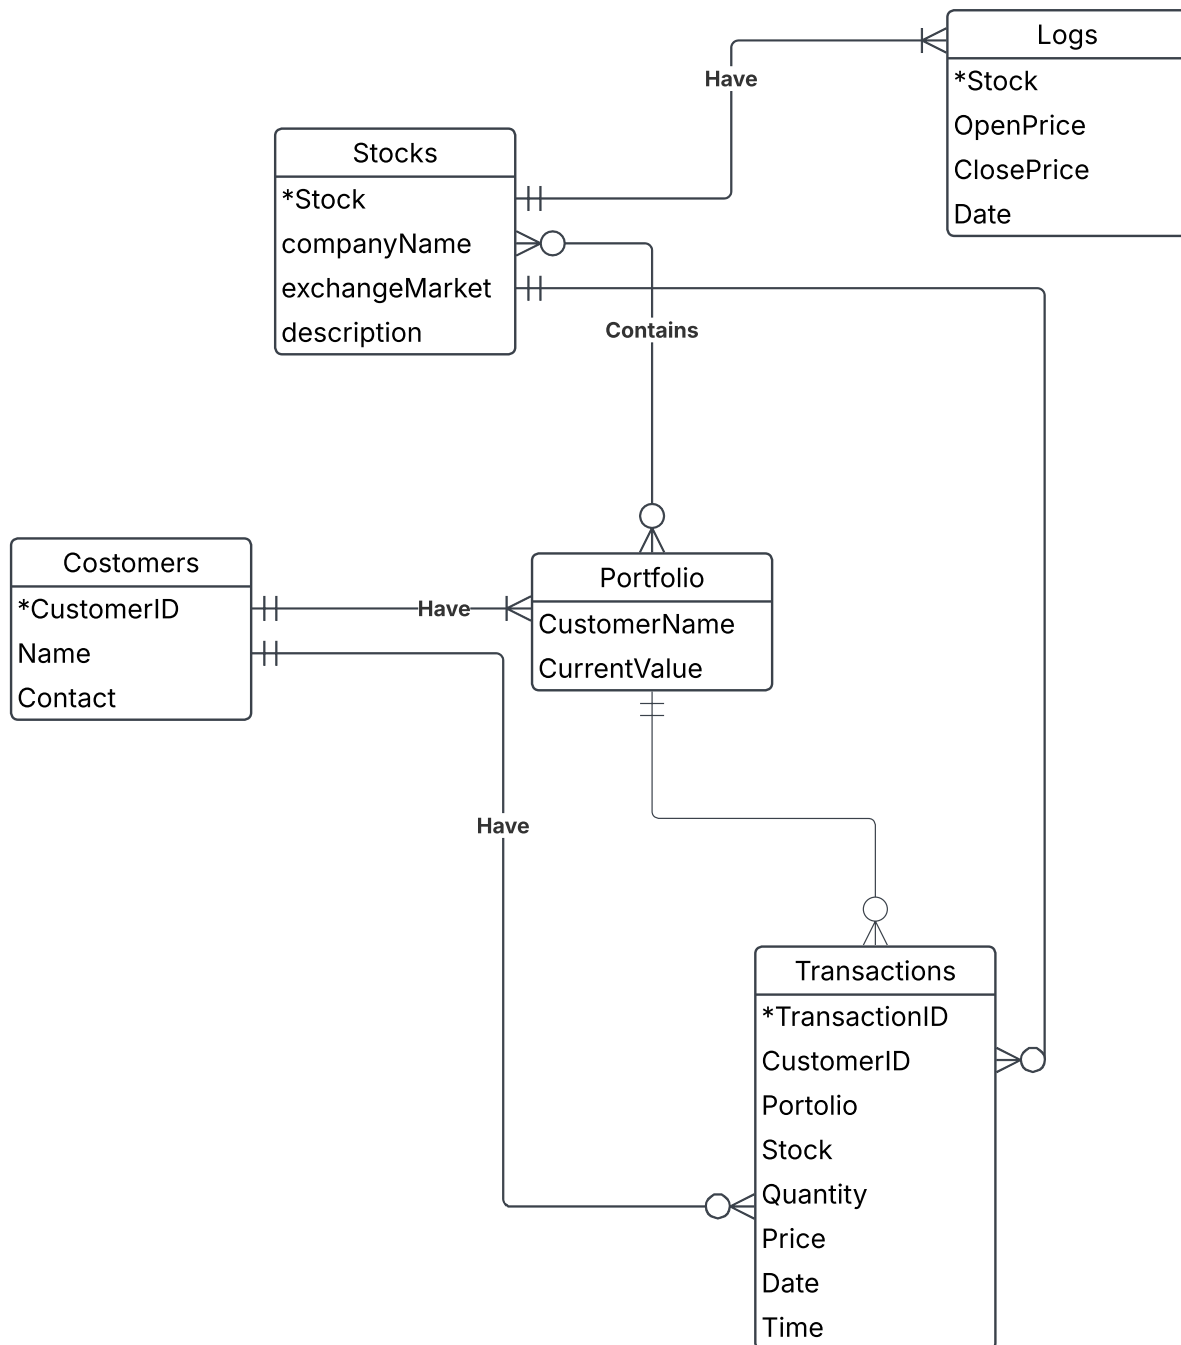 Logs
*Stock
OpenPrice
ClosePrice
Date
Have
Stocks
*Stock
companyName
exchangeMarket
description
Contains
Costomers
*CustomerID
Name
Contact
Have
Portfolio
CustomerName
CurrentValue
Have
Transactions
*TransactionID
CustomerID
Portolio
Stock
Quantity
Price
Date
Time